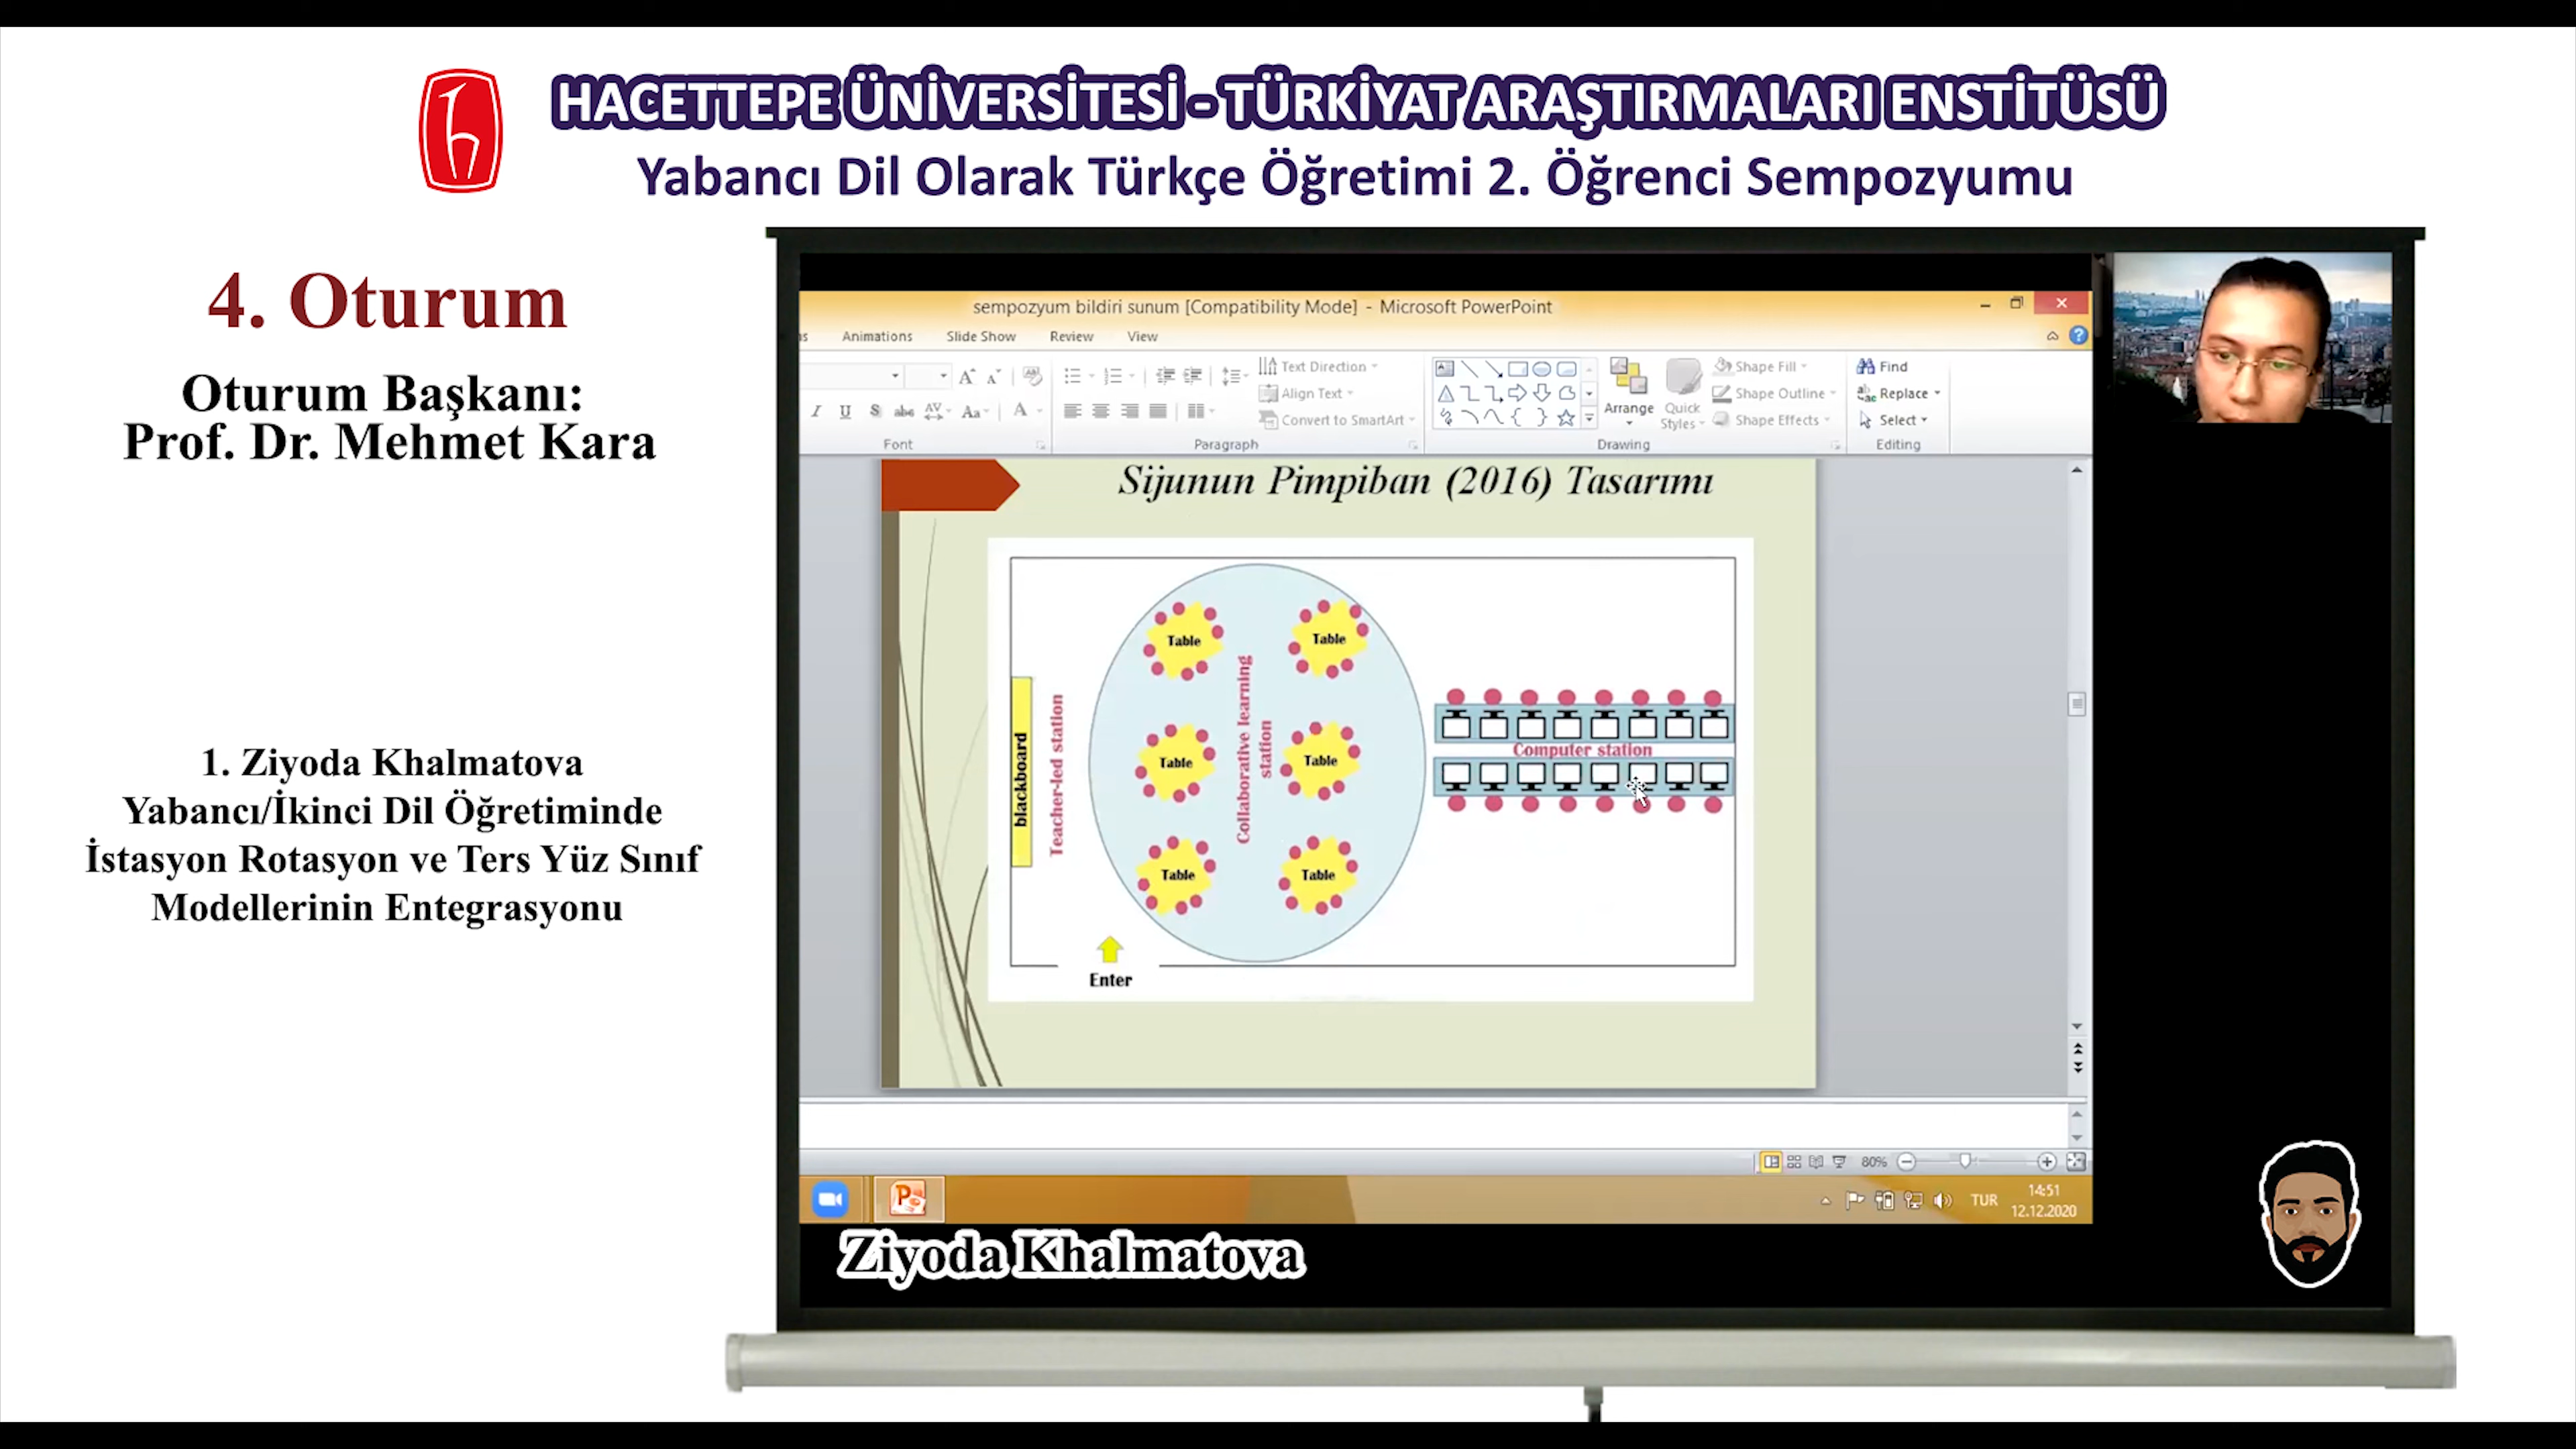 HACETTEPE ÜNİVERSİTESİ - TÜRKİYAT ARAŞTIRMALARI ENSTİTÜSÜ
Yabancı Dil Olarak Türkçe Öğretimi 2. Öğrenci Sempozyumu
4. Oturum
Oturum Başkanı:
Prof. Dr. Mehmet Kara
1. Ziyoda Khalmatova
Yabancı/İkinci Dil Öğretiminde
İstasyon Rotasyon ve Ters Yüz Sınıf
Modellerinin Entegrasyonu
sempozyum bildiri sunum [Compatibility Mode] - Microsoft PowerPoint
Animations Slide Show Review View
Text Direction
Align Text
Convert to SmartArt
Arrange
Quick
Styles
Shape Fill
Shape Outline
Shape Effects
Find
Replace
Select
Font Paragraph Drawing Editing
Sijunun Pimpiban (2016) Tasarımı
blackboard
Teacher-led station
Table
Table
Table
Table
Table
Table
Collaborative learning
station
Computer station
Enter
80%
TUR
14:51
12.12.2020
Ziyoda Khalmatova